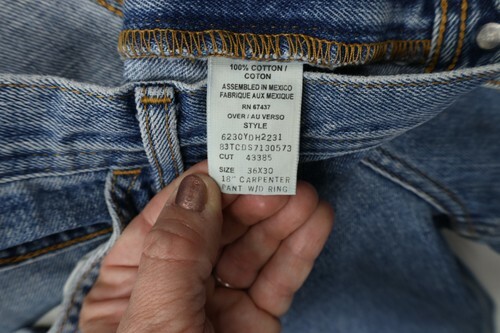 100% COTTON /
COTON
ASSEMBLED IN MEXICO
FABRIQUE AUX MEXIQUE
RN 67437
OVER / AU VERSO
STYLE
6230YDH2231
83TCDS7130573
CUT 43385
SIZE 36X30
18" CARPENTER
PANT W/O RING